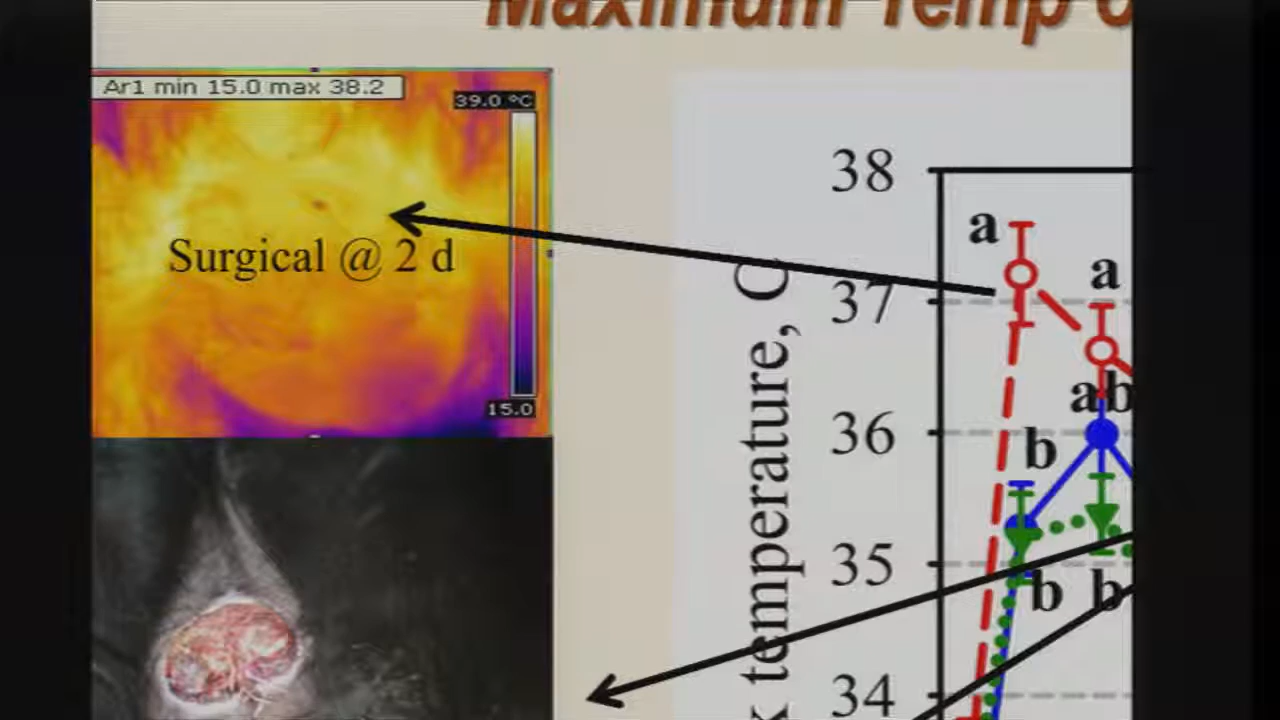 Maximum Temp
Ar1 min 15.0 max 38.2
39.0 °C
Surgical @ 2 d
15.0
temperature, C
38
37
36
35
34
a
a
ab
b
b
b